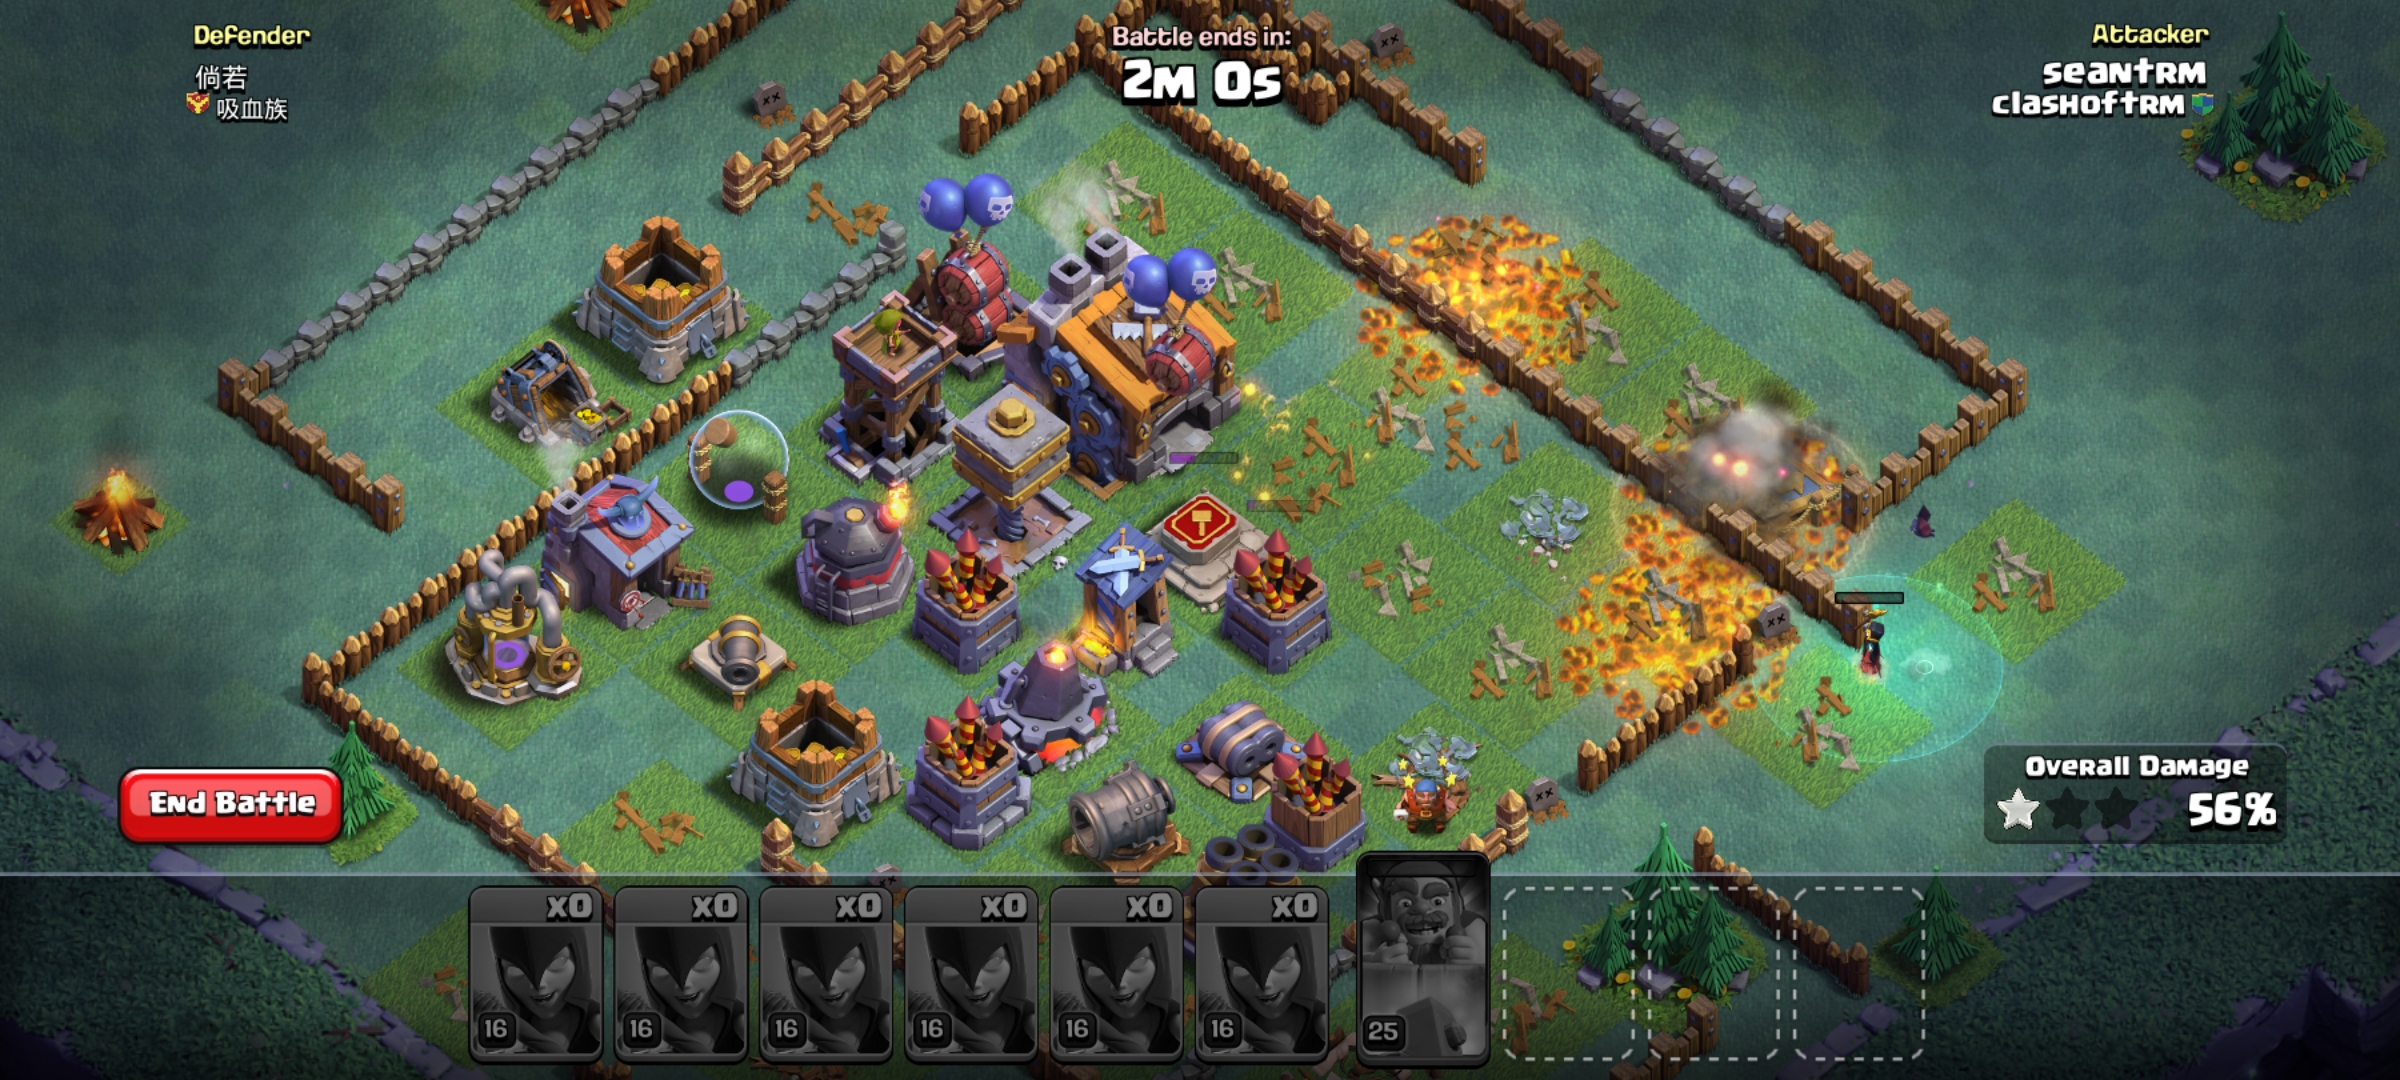 Defender
倘若
吸血族
Battle ends in:
2M 0s
Attacker
seantRM
clashoftRM
End Battle
Overall Damage
56%
x0 x0 x0 x0 x0 x0
16 16 16 16 16 16 25